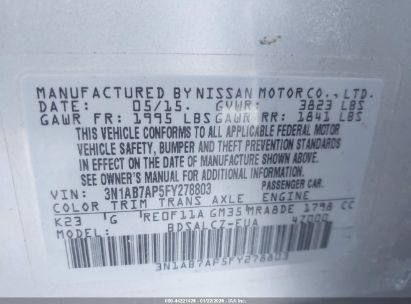 MANUFACTURED BY NISSAN MOTOR CO., LTD.
DATE: 05/15. GVWR: 3823 LBS
GAWR FR: 1995 LBS GAWR RR: 1841 LBS
THIS VEHICLE CONFORMS TO ALL APPLICABLE FEDERAL MOTOR
VEHICLE SAFETY, BUMPER AND THEFT PREVENTION STANDARDS
IN EFFECT ON THE DATE OF MANUFACTURE SHOWN ABOVE.
SEE OWNER'S MANUAL FOR ADDITIONAL INFORMATION.
VIN: 3N1AB7AP5FY278803 PASSENGER CAR
COLOR TRIM TRANS AXLE ENGINE
K23 G RE0F11A GM35 MRA8DE 1798 CC
MODEL: BDSALCZ-EUA 47000
3N1AB7AP5FY278803